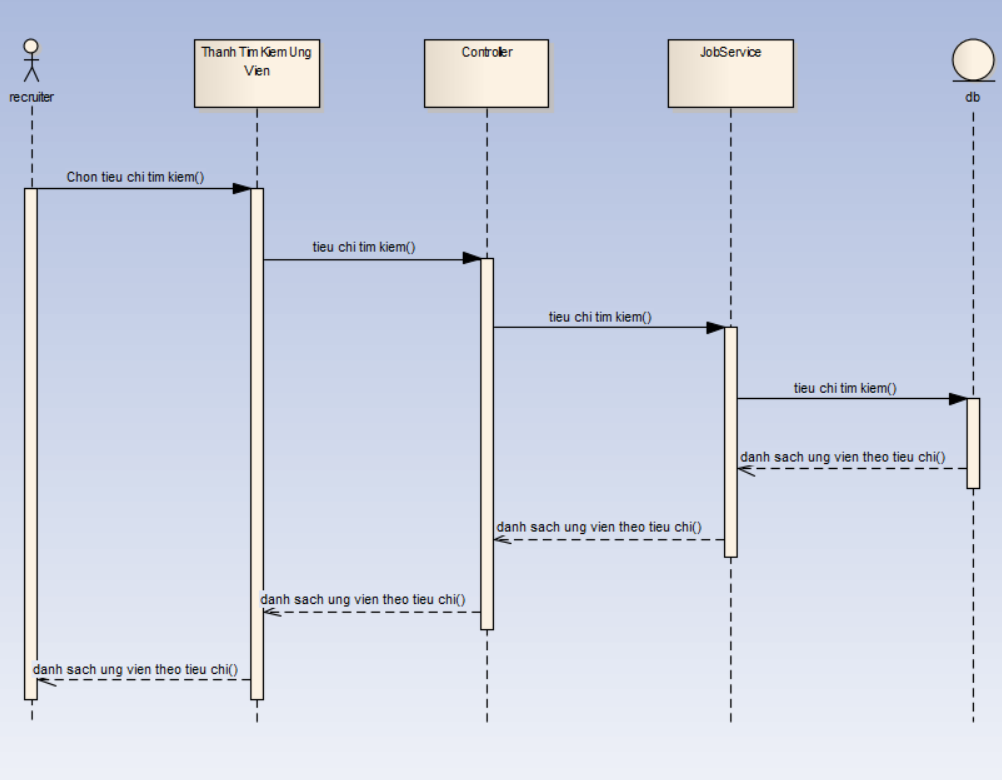 Thanh Tim Kiem Ung
Vien
Controller
JobService
recruiter
db
Chon tieu chi tim kiem()
tieu chi tim kiem()
tieu chi tim kiem()
tieu chi tim kiem()
danh sach ung vien theo tieu chi()
danh sach ung vien theo tieu chi()
danh sach ung vien theo tieu chi()
danh sach ung vien theo tieu chi()